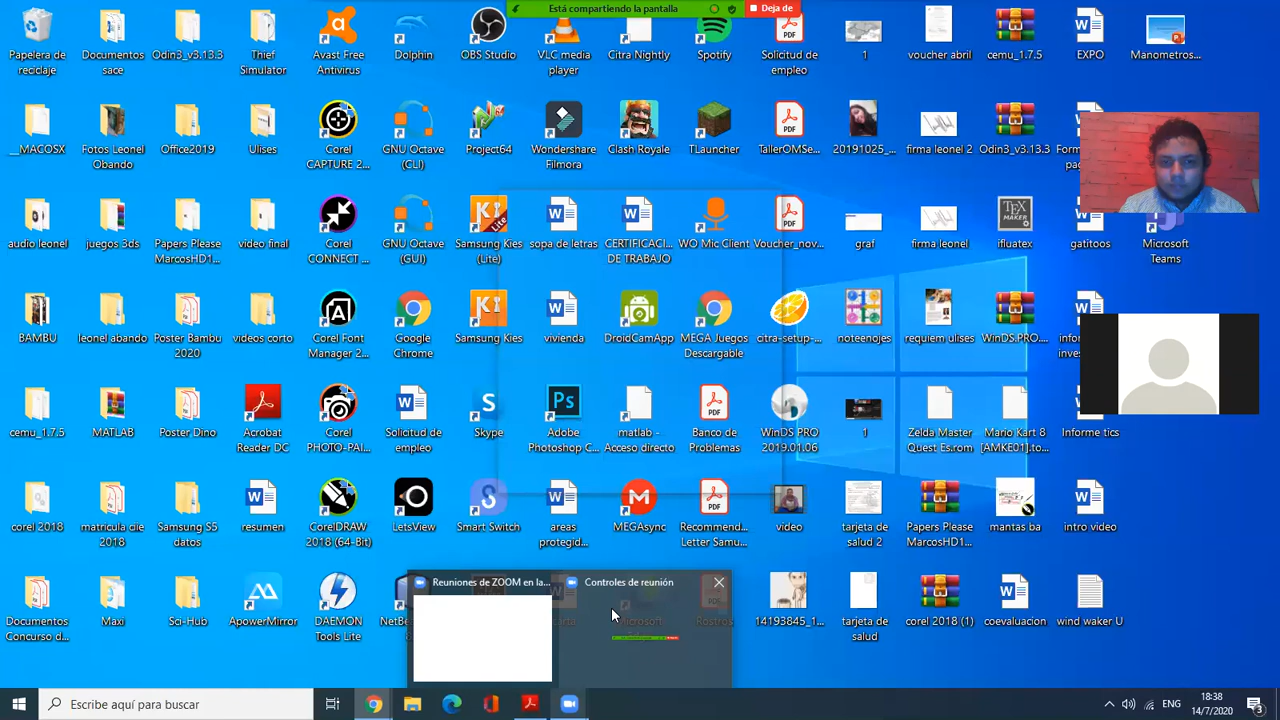 Está compartiendo la pantalla
Deja de
Papelera de reciclaje
Documentos sace
Odin3_v3.13.3
Thief Simulator
Avast Free Antivirus
Dolphin
OBS Studio
VLC media player
Citra Nightly
Spotify
Solicitud de empleo
1
voucher abril
cemu_1.7.5
EXPO
Manometros...
__MACOSX
Fotos Leonel Obando
Office2019
Ulises
Corel CAPTURE 2...
GNU Octave (CLI)
Project64
Wondershare Filmora
Clash Royale
TLauncher
TallerOMSe...
20191025_...
firma leonel 2
Odin3_v3.13.3
audio leonel
juegos 3ds
Papers Please MarcosHD1...
video final
Corel CONNECT ...
GNU Octave (GUI)
Samsung Kies (Lite)
sopa de letras
CERTIFICACI... DE TRABAJO
WO Mic Client
Voucher_nov...
graf
firma leonel
ifluatex
gatitoos
Microsoft Teams
BAMBU
leonel abando
Poster Bambu 2020
videos corto
Corel Font Manager 2...
Google Chrome
Samsung Kies
vivienda
DroidCamApp
MEGA Juegos Descargable
citra-setup-...
noteenojes
requiem ulises
WinDS.PRO....
cemu_1.7.5
MATLAB
Poster Dino
Acrobat Reader DC
Corel PHOTO-PAI...
Solicitud de empleo
Skype
Adobe Photoshop C...
matlab - Acceso directo
Banco de Problemas
WinDS PRO 2019.01.06
1
Zelda Master Quest Es.rom
Mario Kart 8 [AMKE01].to...
Informe tics
corel 2018
matricula ciie 2018
Samsung S5 datos
resumen
CorelDRAW 2018 (64-Bit)
LetsView
Smart Switch
areas protegid...
MEGAsync
Recommend... Letter Samu...
video
tarjeta de salud 2
Papers Please MarcosHD1...
mantas ba
intro video
Documentos Concurso d...
Maxi
Sci-Hub
ApowerMirror
DAEMON Tools Lite
Reuniones de ZOOM en la...
Controles de reunión
Rostros
14193845_1...
tarjeta de salud
corel 2018 (1)
coevaluacion
wind waker U
Escribe aquí para buscar
ENG
18:38
14/7/2020
3